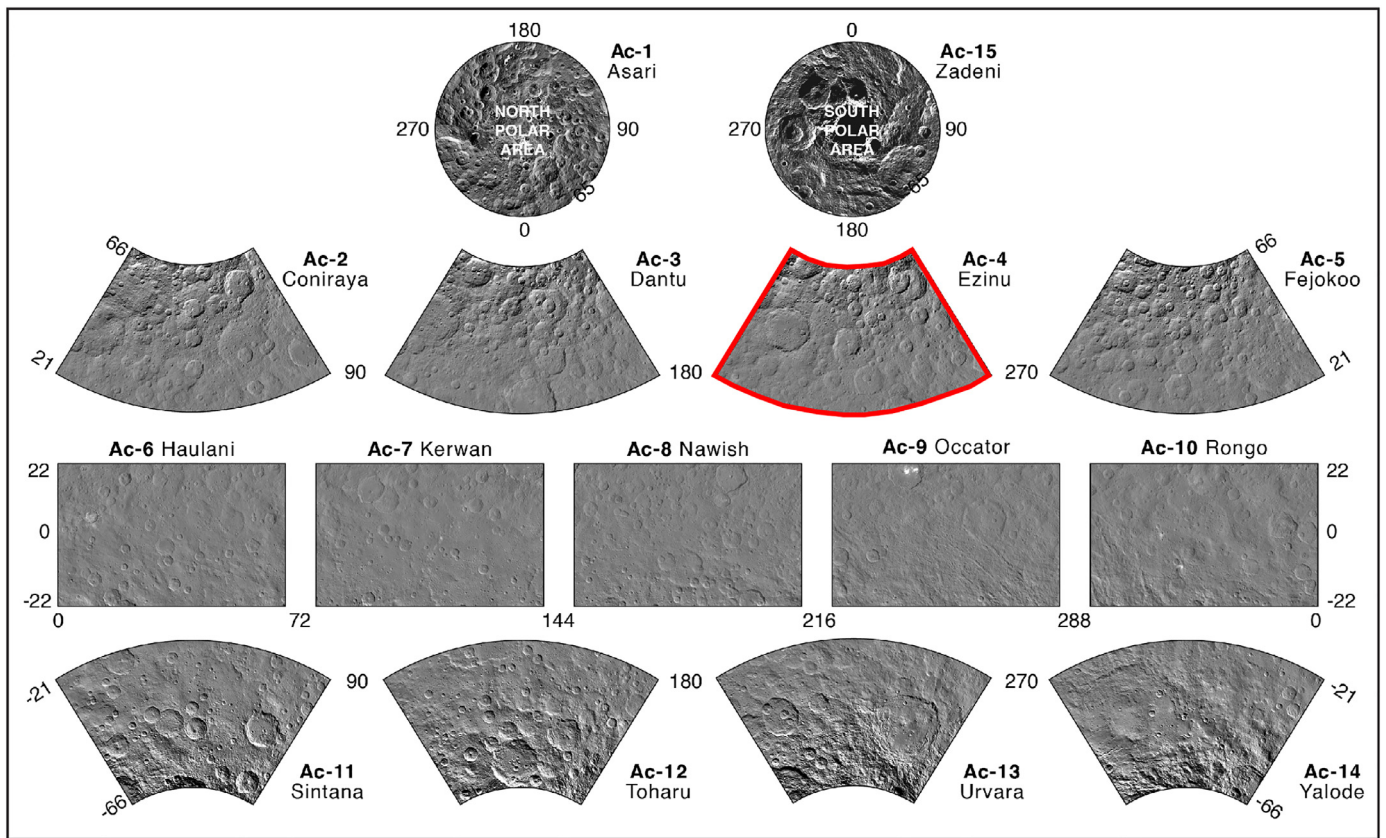 180
Ac-1
Asari
NORTH
POLAR
AREA
270
90
65
0
0
Ac-15
Zadeni
SOUTH
POLAR
AREA
270
90
65
180
66
Ac-2
Coniraya
21
90
Ac-3
Dantu
180
Ac-4
Ezinu
270
66
Ac-5
Fejokoo
21
Ac-6 Haulani
Ac-7 Kerwan
Ac-8 Nawish
Ac-9 Occator
Ac-10 Rongo
22
22
0
0
-22
-22
0
72
144
216
288
0
-21
90
180
270
-21
Ac-11
Sintana
Ac-12
Toharu
Ac-13
Urvara
Ac-14
Yalode
-66
-66